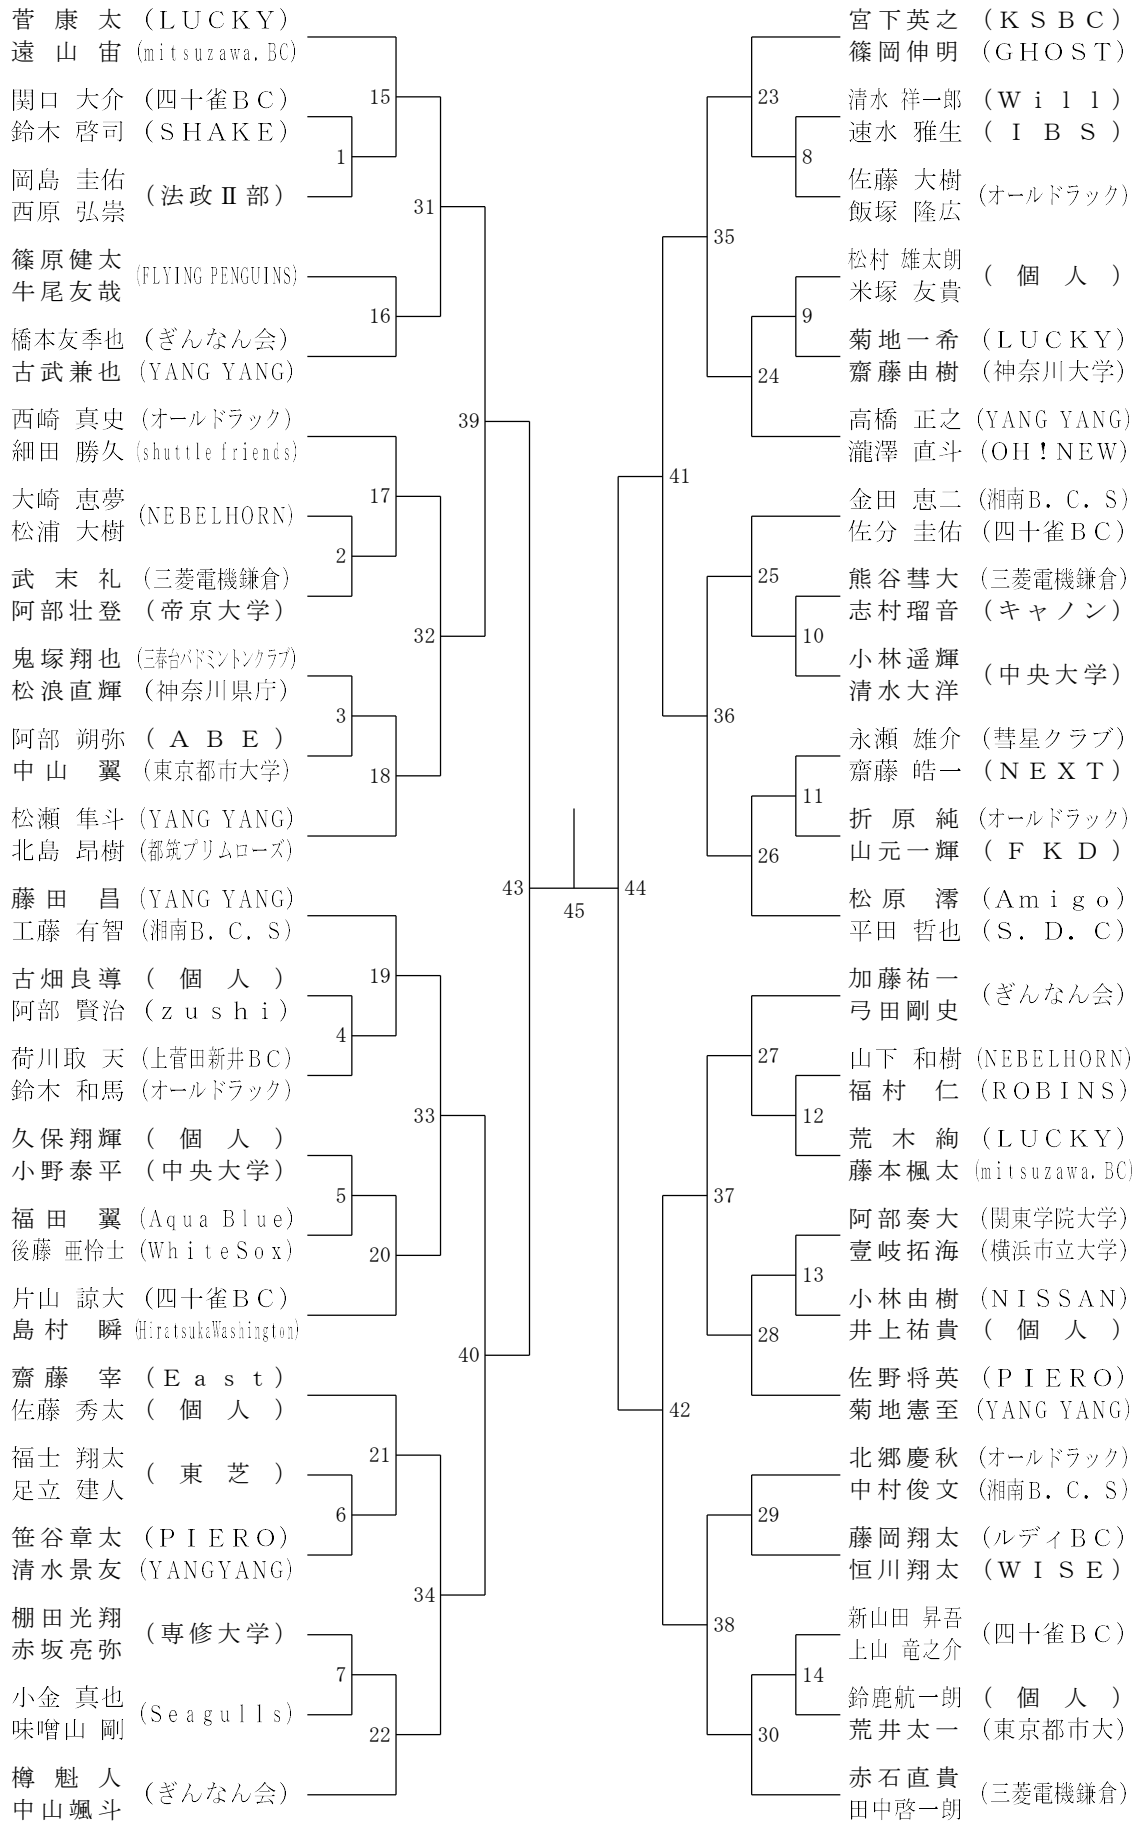 菅 康 太 (LUCKY)
遠 山 宙 (mitsuzawa.BC)
関口 大介 (四十雀BC)
鈴木 啓司 (SHAKE)
岡島 圭佑
西原 弘崇
(法政Ⅱ部)
篠原健太
牛尾友哉
(FLYING PENGUINS)
橋本友季也 (ぎんなん会)
古武兼也 (YANG YANG)
西崎 真史 (オールドラック)
細田 勝久 (shuttle friends)
大崎 恵夢
松浦 大樹
(NEBELHORN)
武 末 礼 (三菱電機鎌倉)
阿部壮登 (帝京大学)
鬼塚翔也 (三春台バドミントンクラブ)
松浪直輝 (神奈川県庁)
阿部 朔弥 (ABE)
中山 翼 (東京都市大学)
松瀬 隼斗 (YANG YANG)
北島 昂樹 (都筑プリムローズ)
藤田 昌 (YANG YANG)
工藤 有智 (湘南B.C.S)
古畑良導 (個人)
阿部 賢治 (zushi)
荷川取 天 (上菅田新井BC)
鈴木 和馬 (オールドラック)
久保翔輝 (個人)
小野泰平 (中央大学)
福田 翼 (Aqua Blue)
後藤 亜怜士 (WhiteSox)
片山 諒大 (四十雀BC)
島村 瞬 (HiratsukaWashington)
齋藤 宰 (East)
佐藤 秀太 (個人)
福士 翔太
足立 建人
(東芝)
笹谷章太 (PIERO)
清水景友 (YANGYANG)
棚田光翔
赤坂亮弥
(専修大学)
小金 真也
味噌山 剛
(Seagulls)
樽 魁 人
中山颯斗
(ぎんなん会)
15
1
31
16
39
17
2
32
3
18
43
19
4
33
5
20
40
21
6
34
7
22
45
宮下英之 (KSBC)
篠岡伸明 (GHOST)
清水 祥一郎 (Will)
速水 雅生 (IBS)
佐藤 大樹
飯塚 隆広
(オールドラック)
松村 雄太朗
米塚 友貴
(個人)
菊地一希 (LUCKY)
齋藤由樹 (神奈川大学)
高橋 正之 (YANG YANG)
瀧澤 直斗 (OH!NEW)
金田 恵二 (湘南B.C.S)
佐分 圭佑 (四十雀BC)
熊谷彗大 (三菱電機鎌倉)
志村瑠音 (キャノン)
小林遥輝
清水大洋
(中央大学)
永瀬 雄介 (彗星クラブ)
齋藤 皓一 (NEXT)
折 原 純 (オールドラック)
山元一輝 (FKD)
松原 澪 (Amigo)
平田 哲也 (S.D.C)
加藤祐一
弓田剛史
(ぎんなん会)
山下 和樹 (NEBELHORN)
福村 仁 (ROBINS)
荒 木 絢 (LUCKY)
藤本楓太 (mitsuzawa.BC)
阿部奏大 (関東学院大学)
壹岐拓海 (横浜市立大学)
小林由樹 (NISSAN)
井上祐貴 (個人)
佐野将英 (PIERO)
菊地憲至 (YANG YANG)
北郷慶秋 (オールドラック)
中村俊文 (湘南B.C.S)
藤岡翔太 (ルディBC)
恒川翔太 (WISE)
新山田 昇吾
上山 竜之介
(四十雀BC)
鈴鹿航一朗 (個人)
荒井太一 (東京都市大)
赤石直貴
田中啓一朗
(三菱電機鎌倉)
23
8
35
9
24
41
25
10
36
11
26
44
27
12
37
13
28
42
29
38
14
30